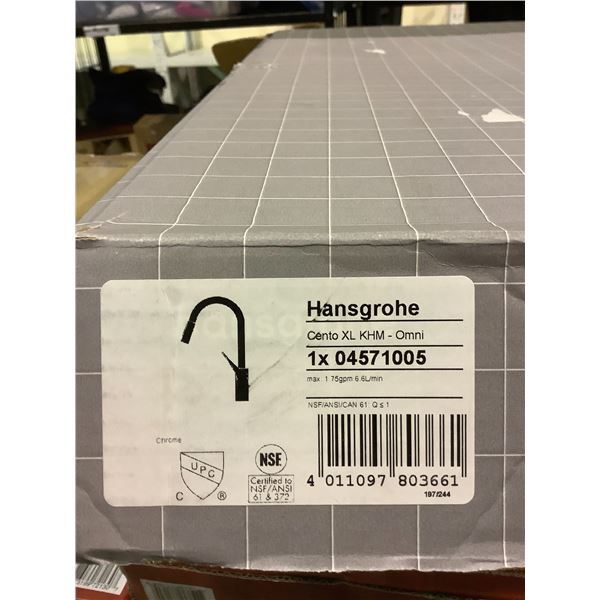 Hansgrohe
Cento XL KHM - Omni
1x 04571005
max. 1.75gpm 6.6L/min
NSF/ANSI/CAN 61: Q ≤ 1
Chrome
UPC
C ®
NSF
Certified to
NSF/ANSI
61 & 372
4 011097 803661
197/244